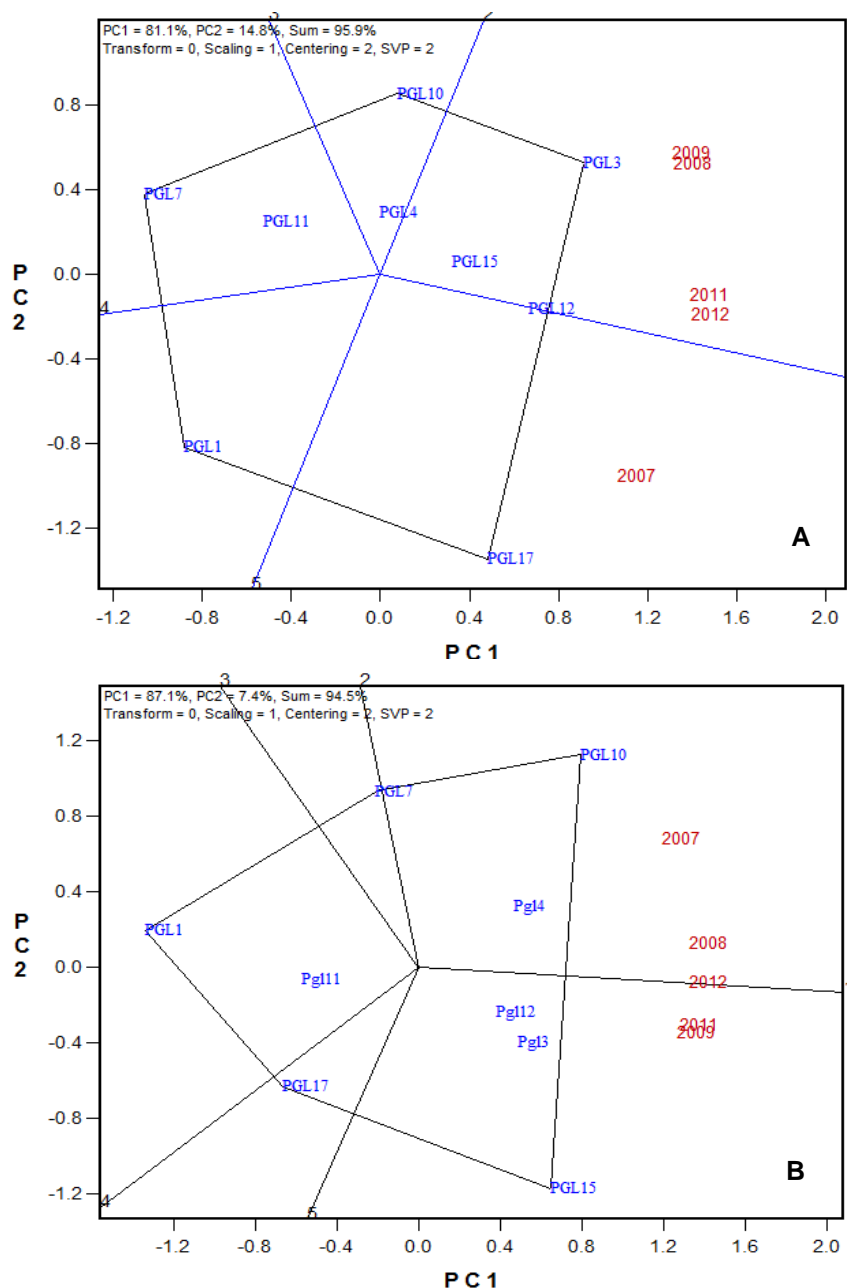 3 2
PC1 = 81.1%, PC2 = 14.8%, Sum = 95.9%
Transform = 0, Scaling = 1, Centering = 2, SVP = 2
0.8
PGL10
2009
PGL3
2008
0.4
PGL7
PGL4
PGL11
PGL15
P
C
2
0.0
2011
PGL12
2012
4
-0.4
-0.8
PGL1
2007
-1.2
A
PGL17
5
-1.2 -0.8 -0.4 0.0 0.4 0.8 1.2 1.6 2.0
P C 1
3 2
PC1 = 87.1%, PC2 = 7.4%, Sum = 94.5%
Transform = 0, Scaling = 1, Centering = 2, SVP = 2
1.2
PGL10
PGL7
0.8
2007
0.4
Pgl4
PGL1
2008
P
C
2
0.0
Pgl11
2012
Pgl12
2011
2009
-0.4
Pgl3
PGL17
-0.8
B
-1.2
PGL15
4
5
-1.2 -0.8 -0.4 0.0 0.4 0.8 1.2 1.6 2.0
P C 1